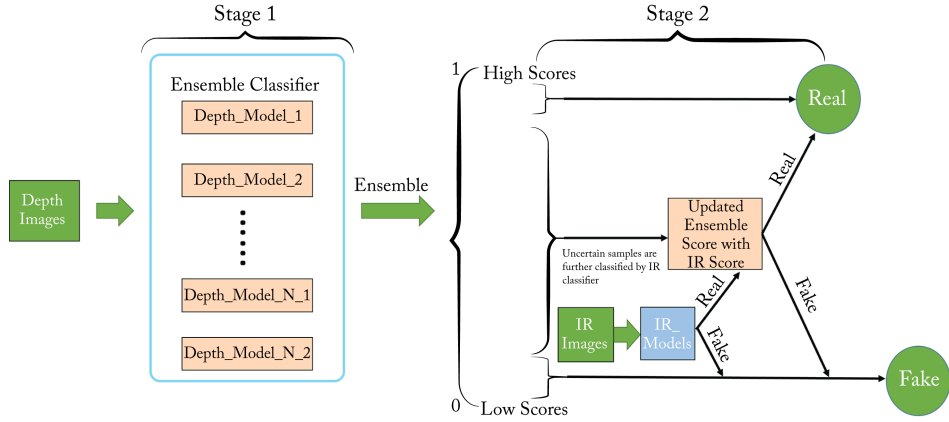 Stage 1
Stage 2
Ensemble Classifier
Depth_Model_1
Depth_Model_2
Depth_Model_N_1
Depth_Model_N_2
Depth
Images
Ensemble
1
High Scores
Real
Real
Updated
Ensemble
Score with
IR Score
Uncertain samples are
further classified by IR
classifier
IR
Images
IR_
Models
Real
Fake
Fake
Fake
0
Low Scores